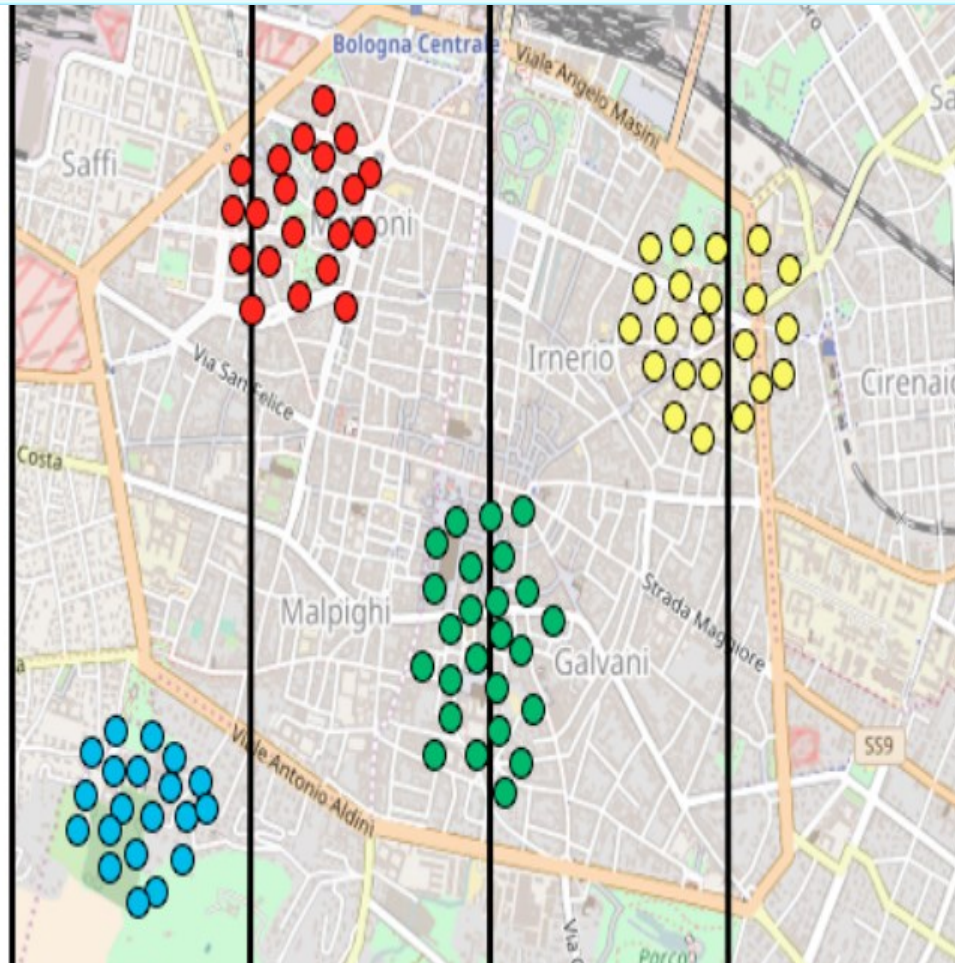 Bologna Centrale
Viale Angelo Masini
Saffi
Irnerio
Via San Felice
Costa
Malpighi
Strada Maggiore
Galvani
Viale Antonio Aldini
SS9